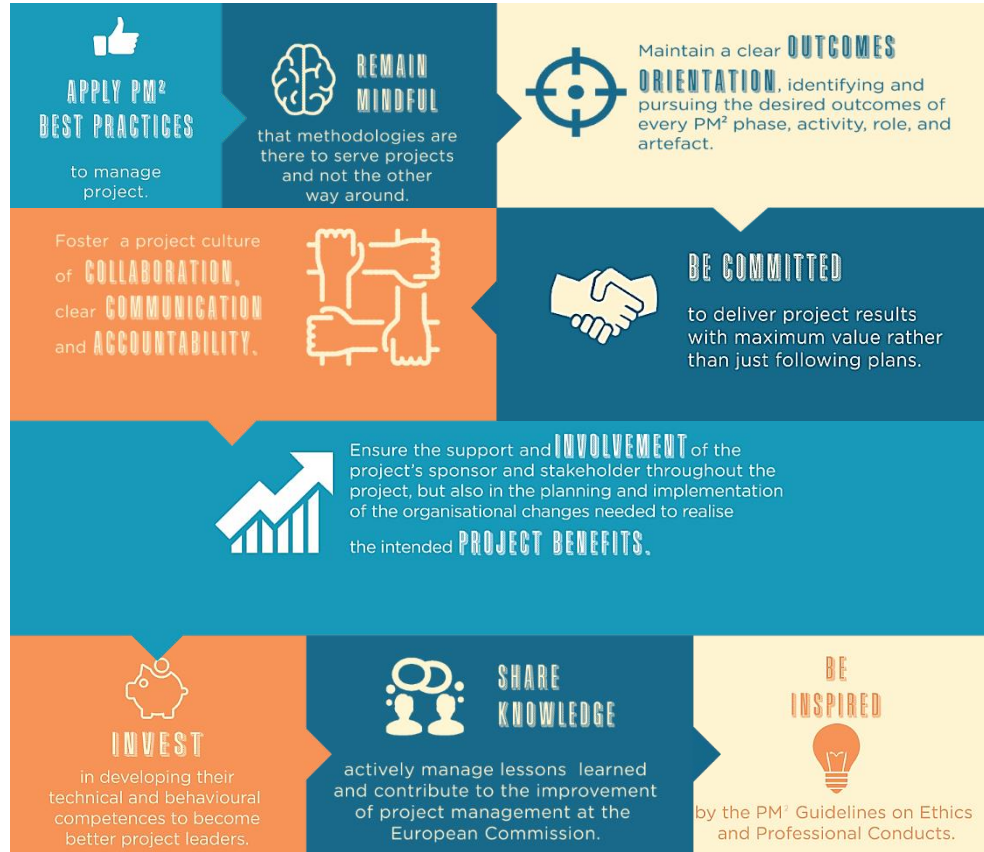 APPLY PM²
BEST PRACTICES
to manage
project.
REMAIN
MINDFUL
that methodologies are
there to serve projects
and not the other
way around.
Maintain a clear OUTCOMES
ORIENTATION, identifying and
pursuing the desired outcomes of
every PM² phase, activity, role, and
artefact.
BE COMMITTED
to deliver project results
with maximum value rather
than just following plans.
Foster a project culture
of COLLABORATION,
clear COMMUNICATION
and ACCOUNTABILITY.
Ensure the support and INVOLVEMENT of the
project's sponsor and stakeholder throughout the
project, but also in the planning and implementation
of the organisational changes needed to realise
the intended PROJECT BENEFITS.
INVEST
in developing their
technical and behavioural
competences to become
better project leaders.
SHARE
KNOWLEDGE
actively manage lessons learned
and contribute to the improvement
of project management at the
European Commission.
BE
INSPIRED
by the PM² Guidelines on Ethics
and Professional Conducts.